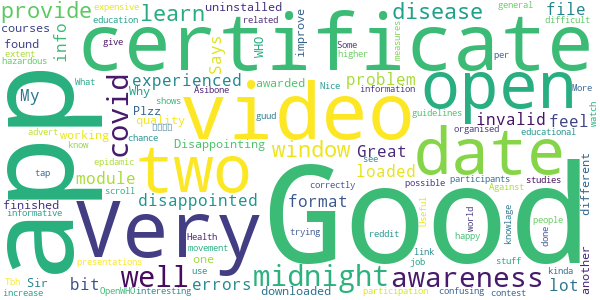 provide
learn
uninstalled
disease
file
expensive
education
related
general
difficult
courses
found
info
certificate
Some
higher
measures
extent
hazardous
What
Says
WHO
improve
give
per
More
My
app
covid
experienced
Why
awarded
problem
open
Asibone
Nice
information
advert
Plzz
shows
video
guidelines
invalid
feel
watch
working
quality
guud
organised
educational
know
chance
Disappointing
window
Great
date
epidamic
two
loaded
see
possible
participants
Against
tap
module
scroll
disappointed
format
correctly
studies
different
finished
Very
Good
Useful
informative
Health
trying
reddit
world
knowlage
people
done
movement
happy
Tbh
Sir
bit
well
errors
one
midnight
awareness
lot
another
presentations
use
link
job
stuff
kinda
increase
OpenWHO
interesting
downloaded
participation
confusing
contest